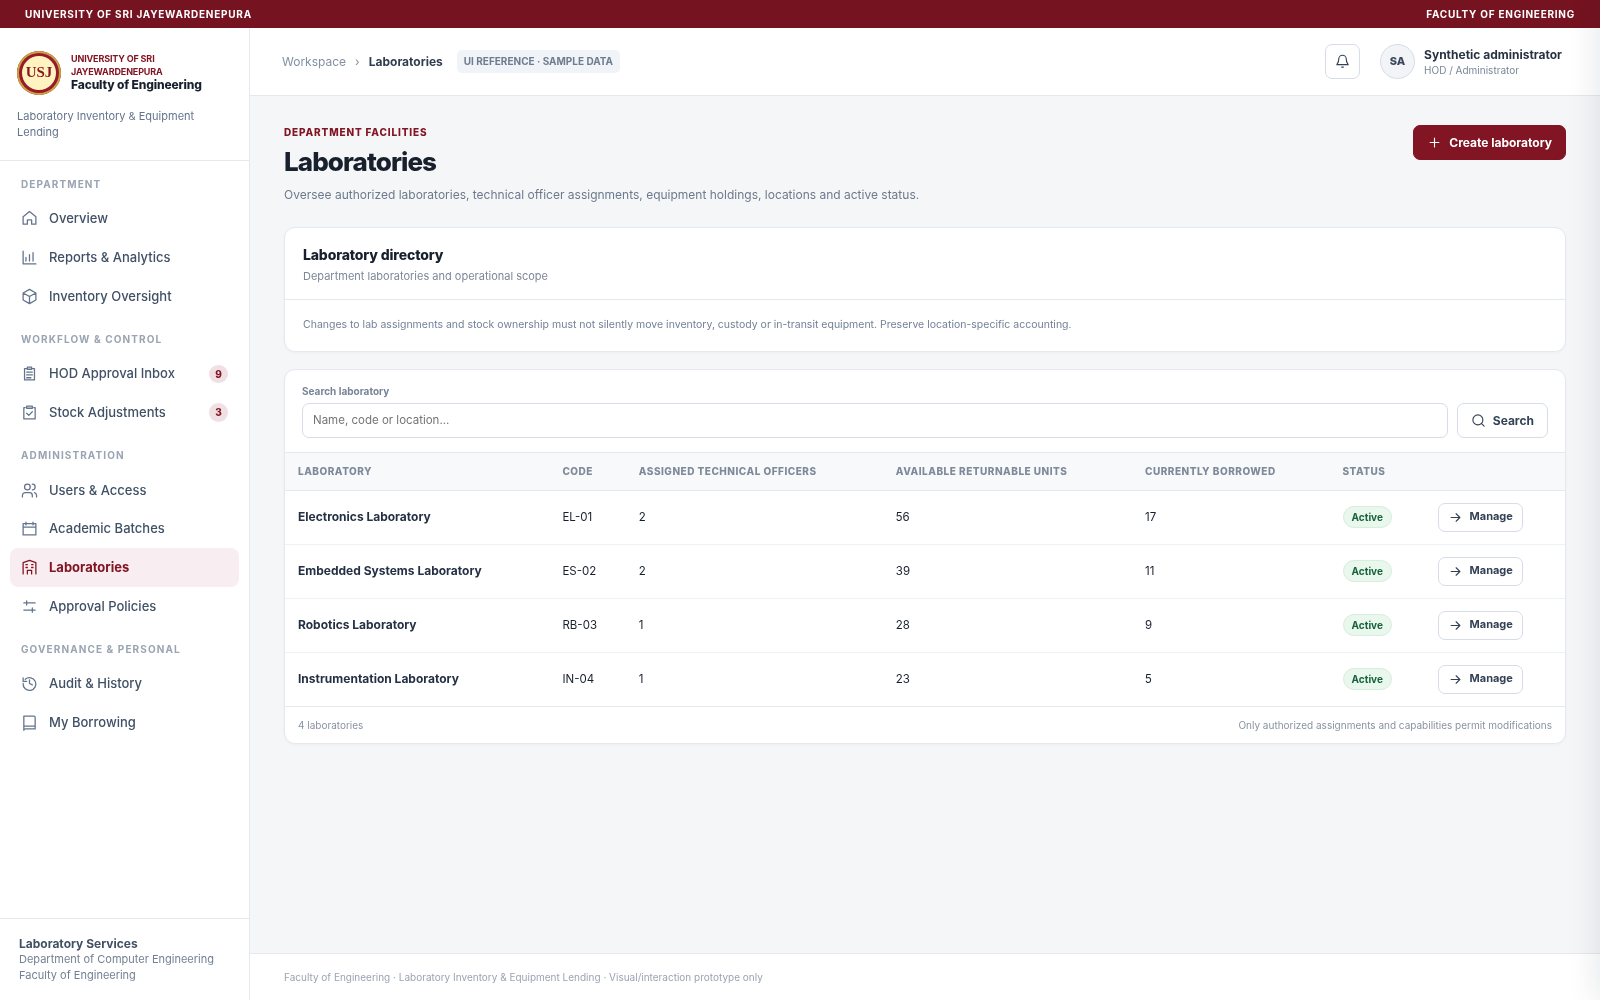 UNIVERSITY OF SRI JAYEWARDENEPURA
FACULTY OF ENGINEERING
USJ
UNIVERSITY OF SRI
JAYEWARDENEPURA
Faculty of Engineering
Laboratory Inventory & Equipment
Lending
DEPARTMENT
Overview
Reports & Analytics
Inventory Oversight
WORKFLOW & CONTROL
HOD Approval Inbox 9
Stock Adjustments 3
ADMINISTRATION
Users & Access
Academic Batches
Laboratories
Approval Policies
GOVERNANCE & PERSONAL
Audit & History
My Borrowing
Laboratory Services
Department of Computer Engineering
Faculty of Engineering
Workspace › Laboratories UI REFERENCE · SAMPLE DATA
SA
Synthetic administrator
HOD / Administrator
DEPARTMENT FACILITIES
Laboratories
Oversee authorized laboratories, technical officer assignments, equipment holdings, locations and active status.
Create laboratory
Laboratory directory
Department laboratories and operational scope
Changes to lab assignments and stock ownership must not silently move inventory, custody or in-transit equipment. Preserve location-specific accounting.
Search laboratory
Name, code or location...
Search
LABORATORY CODE ASSIGNED TECHNICAL OFFICERS AVAILABLE RETURNABLE UNITS CURRENTLY BORROWED STATUS
Electronics Laboratory EL-01 2 56 17 Active Manage
Embedded Systems Laboratory ES-02 2 39 11 Active Manage
Robotics Laboratory RB-03 1 28 9 Active Manage
Instrumentation Laboratory IN-04 1 23 5 Active Manage
4 laboratories
Only authorized assignments and capabilities permit modifications
Faculty of Engineering · Laboratory Inventory & Equipment Lending · Visual/interaction prototype only